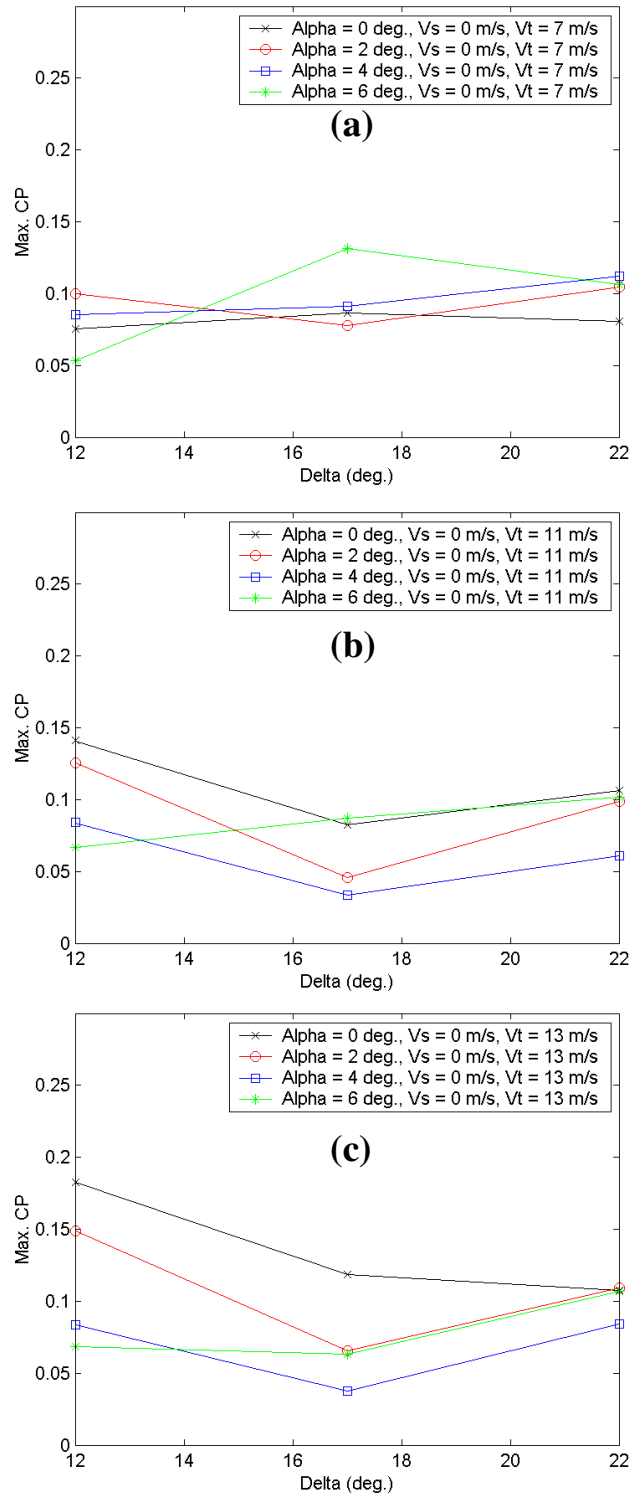 Alpha = 0 deg., Vs = 0 m/s, Vt = 7 m/s
Alpha = 2 deg., Vs = 0 m/s, Vt = 7 m/s
Alpha = 4 deg., Vs = 0 m/s, Vt = 7 m/s
Alpha = 6 deg., Vs = 0 m/s, Vt = 7 m/s
(a)
0.25
0.2
0.15
0.1
0.05
0
Max. CP
12 14 16 18 20 22
Delta (deg.)
Alpha = 0 deg., Vs = 0 m/s, Vt = 11 m/s
Alpha = 2 deg., Vs = 0 m/s, Vt = 11 m/s
Alpha = 4 deg., Vs = 0 m/s, Vt = 11 m/s
Alpha = 6 deg., Vs = 0 m/s, Vt = 11 m/s
(b)
0.25
0.2
0.15
0.1
0.05
0
Max. CP
12 14 16 18 20 22
Delta (deg.)
Alpha = 0 deg., Vs = 0 m/s, Vt = 13 m/s
Alpha = 2 deg., Vs = 0 m/s, Vt = 13 m/s
Alpha = 4 deg., Vs = 0 m/s, Vt = 13 m/s
Alpha = 6 deg., Vs = 0 m/s, Vt = 13 m/s
(c)
0.25
0.2
0.15
0.1
0.05
0
Max. CP
12 14 16 18 20 22
Delta (deg.)